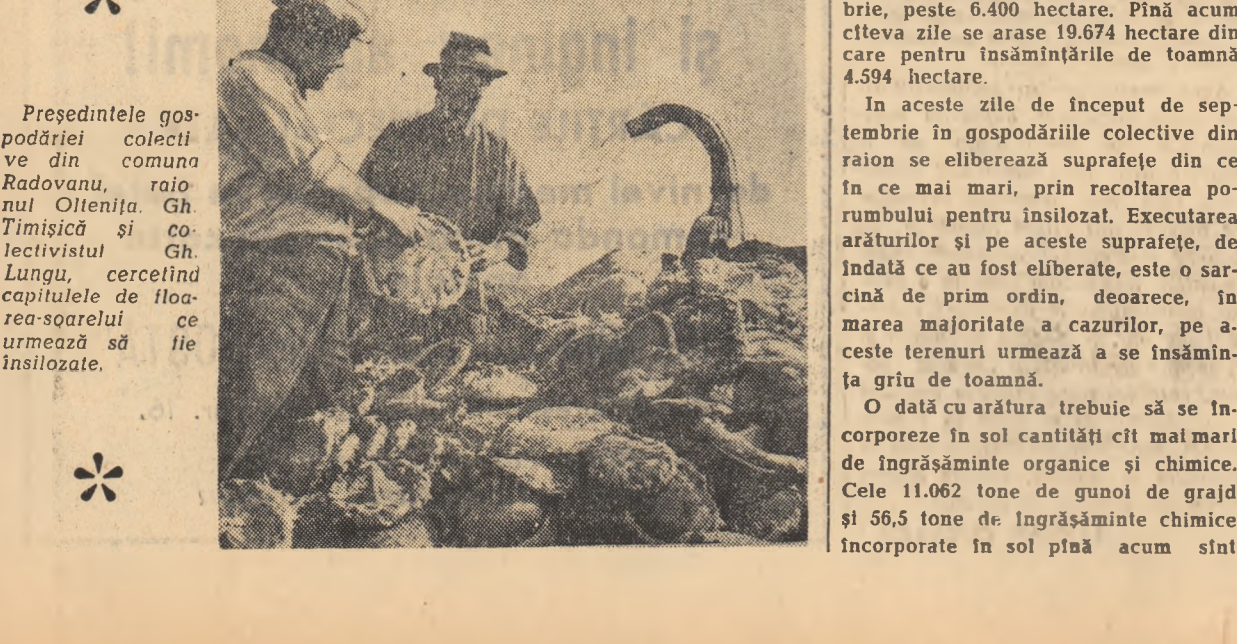 Președintele gos-
podăriei colecti
ve din comuna
Radovanu, raio
nul Oltenița. Gh.
Timișică și co-
lectivistul Gh.
Lungu, cercetînd
capitulele de floa-
rea-soarelui ce
urmează să fie
însilozate.
brie, peste 6.400 hectare. Pînă acum
cîteva zile se arase 19.674 hectare din
care pentru însămînțările de toamnă
4.594 hectare.
In aceste zile de început de sep-
tembrie în gospodăriile colective din
raion se eliberează suprafețe din ce
în ce mai mari, prin recoltarea po-
rumbului pentru însilozat. Executarea
arăturilor și pe aceste suprafețe, de
îndată ce au fost eliberate, este o sar-
cină de prim ordin, deoarece, în
marea majoritate a cazurilor, pe a-
ceste terenuri urmează a se însămîn-
ța grîu de toamnă.
O dată cu arătura trebuie să se în-
corporeze în sol cantități cît mai mari
de îngrășăminte organice și chimice.
Cele 11.062 tone de gunoi de grajd
și 56,5 tone de îngrășăminte chimice
încorporate în sol pînă acum sînt